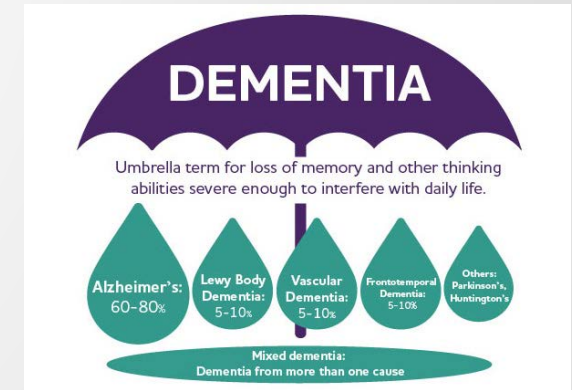 DEMENTIA
Umbrella term for loss of memory and other thinking
abilities severe enough to interfere with daily life.
Alzheimer's:
60-80%
Lewy Body
Dementia:
5-10%
Vascular
Dementia:
5-10%
Frontotemporal
Dementia:
5-10%
Others:
Parkinson's,
Huntington's
Mixed dementia:
Dementia from more than one cause